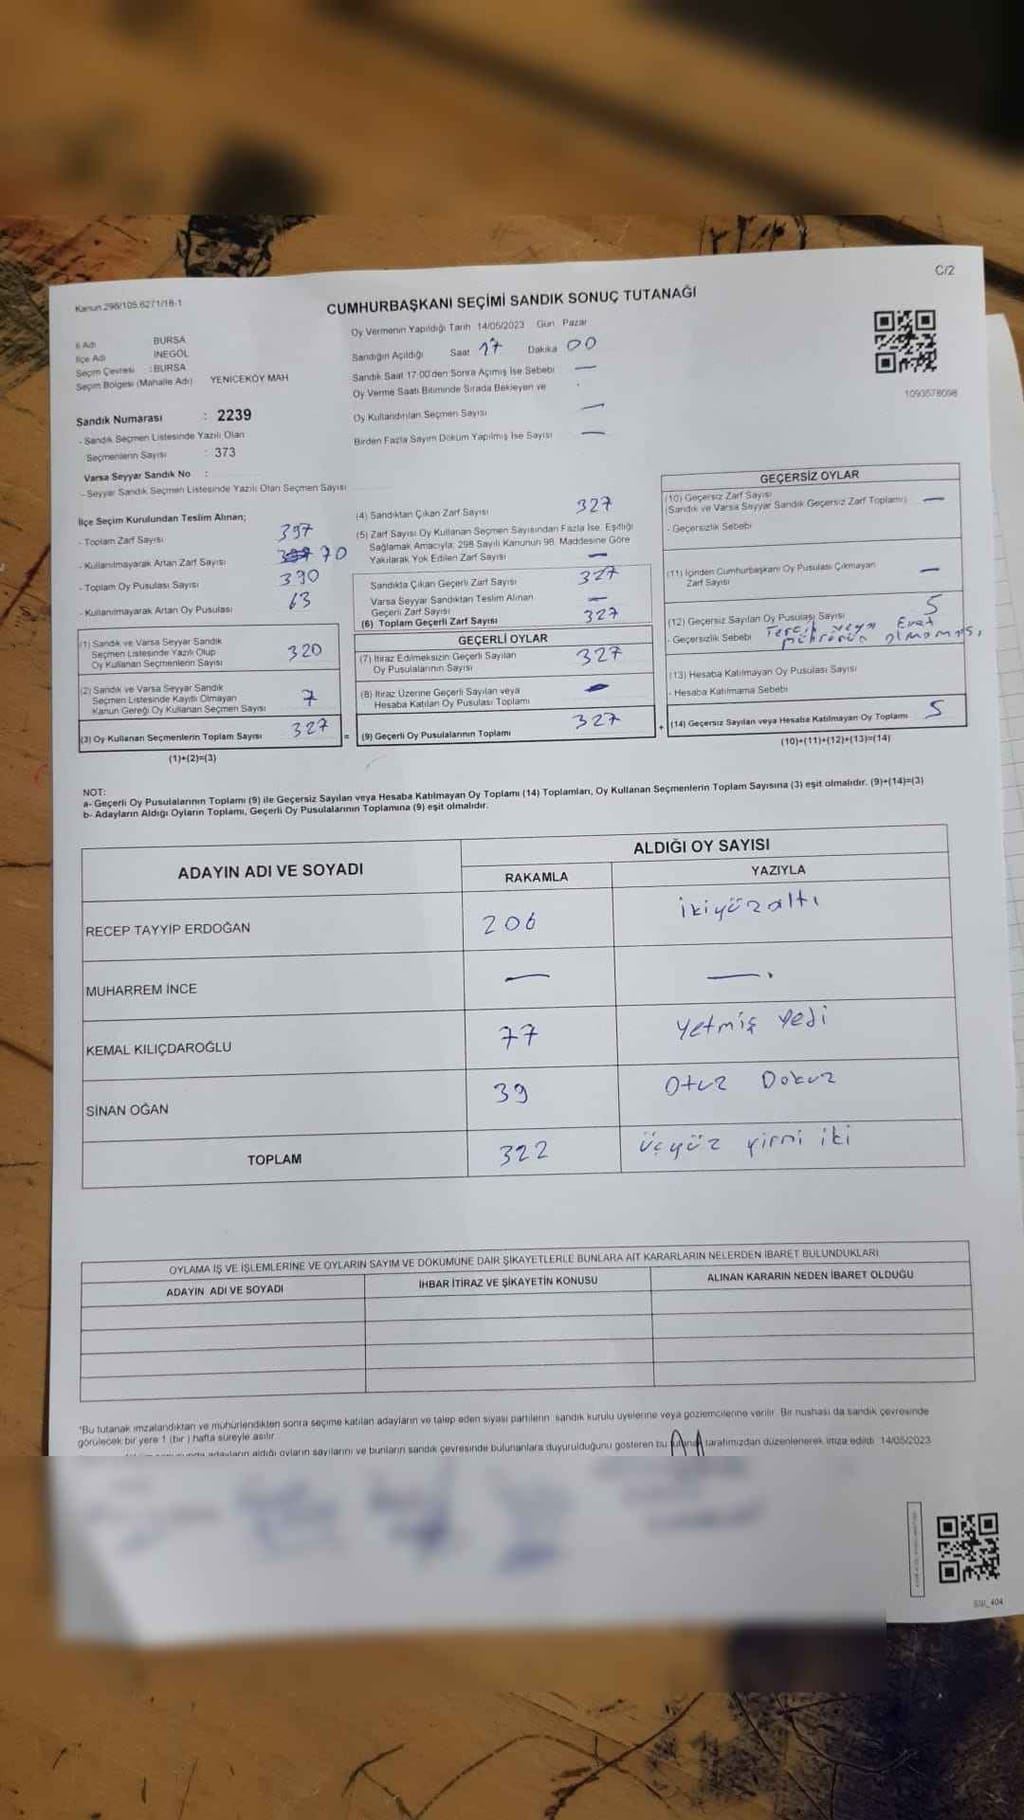 C/2
Kanun 298/105.6271/18-1
CUMHURBAŞKANI SEÇİMİ SANDIK SONUÇ TUTANAĞI
İl Adı BURSA
İlçe Adı İNEGÖL
Seçim Çevresi : BURSA
Seçim Bölgesi (Mahalle Adı) YENİCEKÖY MAH
Sandık Numarası : 2239
- Sandık Seçmen Listesinde Yazılı Olan
Seçmenlerin Sayısı : 373
Varsa Seyyar Sandık No :
- Seyyar Sandık Seçmen Listesinde Yazılı Olan Seçmen Sayısı
Oy Vermenin Yapıldığı Tarih 14/05/2023 Gün Pazar
Sandığın Açıldığı Saat 17 Dakika 00
Sandık Saat 17:00'den Sonra Açımış İse Sebebi —
Oy Verme Saati Bitiminde Sırada Bekleyen ve
Oy Kullandırılan Seçmen Sayısı —
Birden Fazla Sayım Döküm Yapılmış İse Sayısı —
1093578098
İlçe Seçim Kurulundan Teslim Alınan;
- Toplam Zarf Sayısı 397
- Kullanılmayarak Artan Zarf Sayısı 70
- Toplam Oy Pusulası Sayısı 390
- Kullanılmayarak Artan Oy Pusulası 63
(1) Sandık ve Varsa Seyyar Sandık
Seçmen Listesinde Yazılı Olup
Oy Kullanan Seçmenlerin Sayısı 320
(2) Sandık ve Varsa Seyyar Sandık
Seçmen Listesinde Kayıtlı Olmayan
Kanun Gereği Oy Kullanan Seçmen Sayısı 7
(3) Oy Kullanan Seçmenlerin Toplam Sayısı 327
(1)+(2)=(3)
(4) Sandıktan Çıkan Zarf Sayısı 327
(5) Zarf Sayısı Oy Kullanan Seçmen Sayısından Fazla İse, Eşitliği
Sağlamak Amacıyla, 298 Sayılı Kanunun 98. Maddesine Göre
Yakılarak Yok Edilen Zarf Sayısı —
Sandıkta Çıkan Geçerli Zarf Sayısı 327
Varsa Seyyar Sandıktan Teslim Alınan
Geçerli Zarf Sayısı —
(6) Toplam Geçerli Zarf Sayısı 327
GEÇERLİ OYLAR
(7) İtiraz Edilmeksizin Geçerli Sayılan
Oy Pusulalarının Sayısı 327
(8) İtiraz Üzerine Geçerli Sayılan veya
Hesaba Katılan Oy Pusulası Toplamı —
= (9) Geçerli Oy Pusulalarının Toplamı 327
GEÇERSİZ OYLAR
(10) Geçersiz Zarf Sayısı
(Sandık ve Varsa Seyyar Sandık Geçersiz Zarf Toplamı) —
- Geçersizlik Sebebi
(11) İçinden Cumhurbaşkanı Oy Pusulası Çıkmayan
Zarf Sayısı —
(12) Geçersiz Sayılan Oy Pusulası Sayısı 5
- Geçersizlik Sebebi Tercih veya Evet
mührünün olmaması
(13) Hesaba Katılmayan Oy Pusulası Sayısı
- Hesaba Katılmama Sebebi
+ (14) Geçersiz Sayılan veya Hesaba Katılmayan Oy Toplamı 5
(10)+(11)+(12)+(13)=(14)
NOT:
a- Geçerli Oy Pusulalarının Toplamı (9) ile Geçersiz Sayılan veya Hesaba Katılmayan Oy Toplamı (14) Toplamları, Oy Kullanan Seçmenlerin Toplam Sayısına (3) eşit olmalıdır. (9)+(14)=(3)
b- Adayların Aldığı Oyların Toplamı, Geçerli Oy Pusulalarının Toplamına (9) eşit olmalıdır.
ADAYIN ADI VE SOYADI ALDIĞI OY SAYISI
RAKAMLA YAZIYLA
RECEP TAYYİP ERDOĞAN 206 ikiyüzaltı
MUHARREM İNCE — —
KEMAL KILIÇDAROĞLU 77 Yetmiş Yedi
SİNAN OĞAN 39 Otuz Dokuz
TOPLAM 322 üçyüz yirmi iki
OYLAMA İŞ VE İŞLEMLERİNE VE OYLARIN SAYIM VE DÖKÜMÜNE DAİR ŞİKAYETLERLE BUNLARA AİT KARARLARIN NELERDEN İBARET BULUNDUKLARI
ADAYIN ADI VE SOYADI İHBAR İTİRAZ VE ŞİKAYETİN KONUSU ALINAN KARARIN NEDEN İBARET OLDUĞU
*Bu tutanak imzalandıktan ve mühürlendikten sonra seçime katılan adayların ve talep eden siyasi partilerin sandık kurulu üyelerine veya gözlemcilerine verilir. Bir nüshası da sandık çevresinde
görülecek bir yere 1 (bir) hafta süreyle asılır.
adayların aldığı oyların sayılarını ve bunların sandık çevresinde bulunanlara duyurulduğunu gösteren bu tutanak tarafımızdan düzenlenerek imza edildi. 14/05/2023